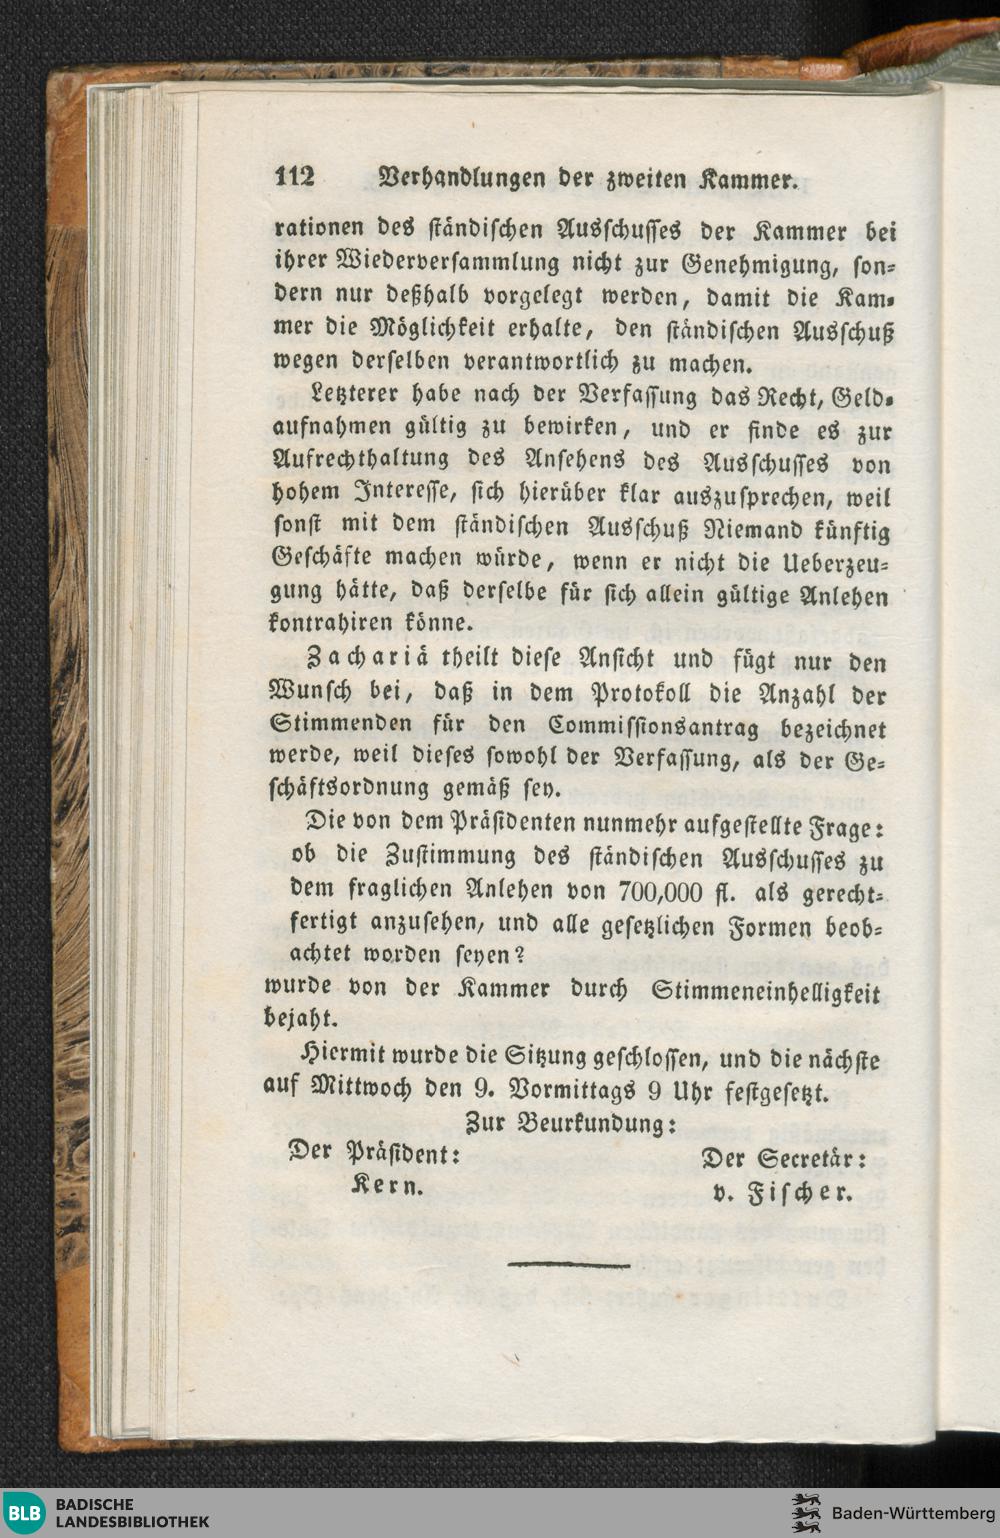 112 Verhandlungen der zweiten Kammer.
rationen des ständischen Ausschusses der Kammer bei
ihrer Wiederversammlung nicht zur Genehmigung, son-
dern nur deßhalb vorgelegt werden, damit die Kam-
mer die Möglichkeit erhalte, den ständischen Ausschuß
wegen derselben verantwortlich zu machen.
Letzterer habe nach der Verfassung das Recht, Geld-
aufnahmen gültig zu bewirken, und er finde es zur
Aufrechthaltung des Ansehens des Ausschusses von
hohem Interesse, sich hierüber klar auszusprechen, weil
sonst mit dem ständischen Ausschuß Niemand künftig
Geschäfte machen würde, wenn er nicht die Ueberzeu-
gung hätte, daß derselbe für sich allein gültige Anlehen
kontrahiren könne.
Zachariä theilt diese Ansicht und fügt nur den
Wunsch bei, daß in dem Protokoll die Anzahl der
Stimmenden für den Commissionsantrag bezeichnet
werde, weil dieses sowohl der Verfassung, als der Ge-
schäftsordnung gemäß sey.
Die von dem Präsidenten nunmehr aufgestellte Frage:
ob die Zustimmung des ständischen Ausschusses zu
dem fraglichen Anlehen von 700,000 fl. als gerecht-
fertigt anzusehen, und alle gesetzlichen Formen beob-
achtet worden seyen?
wurde von der Kammer durch Stimmeneinhelligkeit
bejaht.
Hiermit wurde die Sitzung geschlossen, und die nächste
auf Mittwoch den 9. Vormittags 9 Uhr festgesetzt.
Zur Beurkundung:
Der Präsident: Der Secretär:
Kern. v. Fischer.
BLB BADISCHE LANDESBIBLIOTHEK
Baden-Württemberg